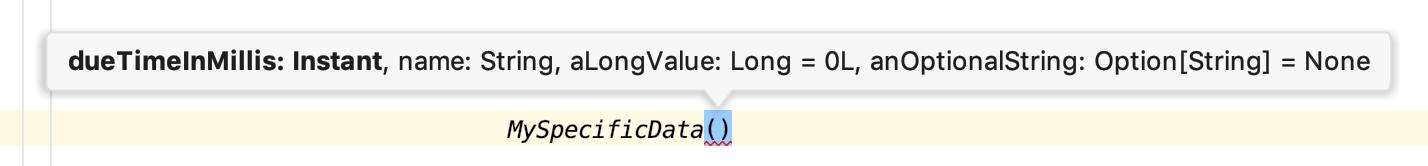 dueTimeInMillis: Instant, name: String, aLongValue: Long = 0L, anOptionalString: Option[String] = None
MySpecificData()